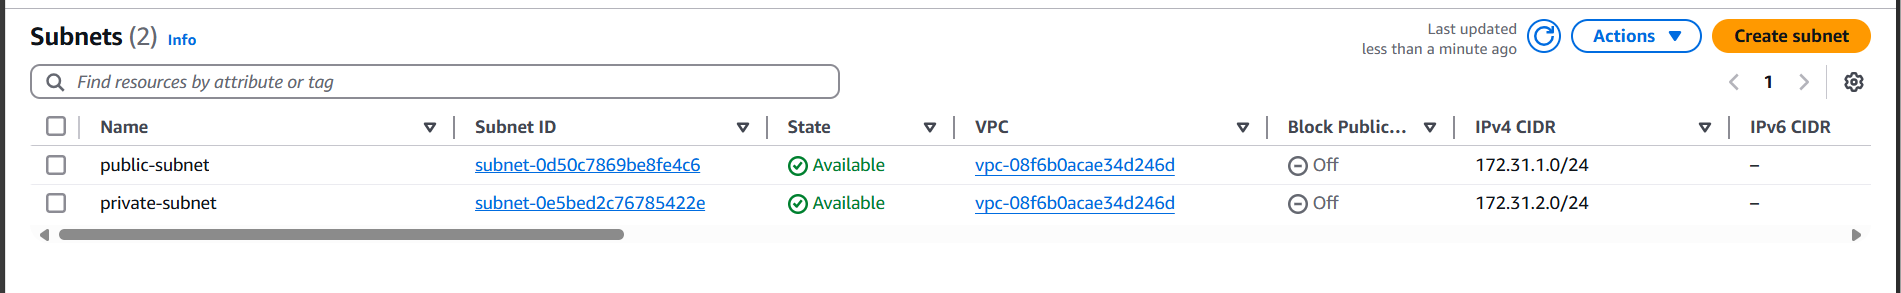 Subnets (2) Info
Last updated
less than a minute ago
Actions
Create subnet
Find resources by attribute or tag
1
Name Subnet ID State VPC Block Public... IPv4 CIDR IPv6 CIDR
public-subnet subnet-0d50c7869be8fe4c6 Available vpc-08f6b0acae34d246d Off 172.31.1.0/24 –
private-subnet subnet-0e5bed2c76785422e Available vpc-08f6b0acae34d246d Off 172.31.2.0/24 –